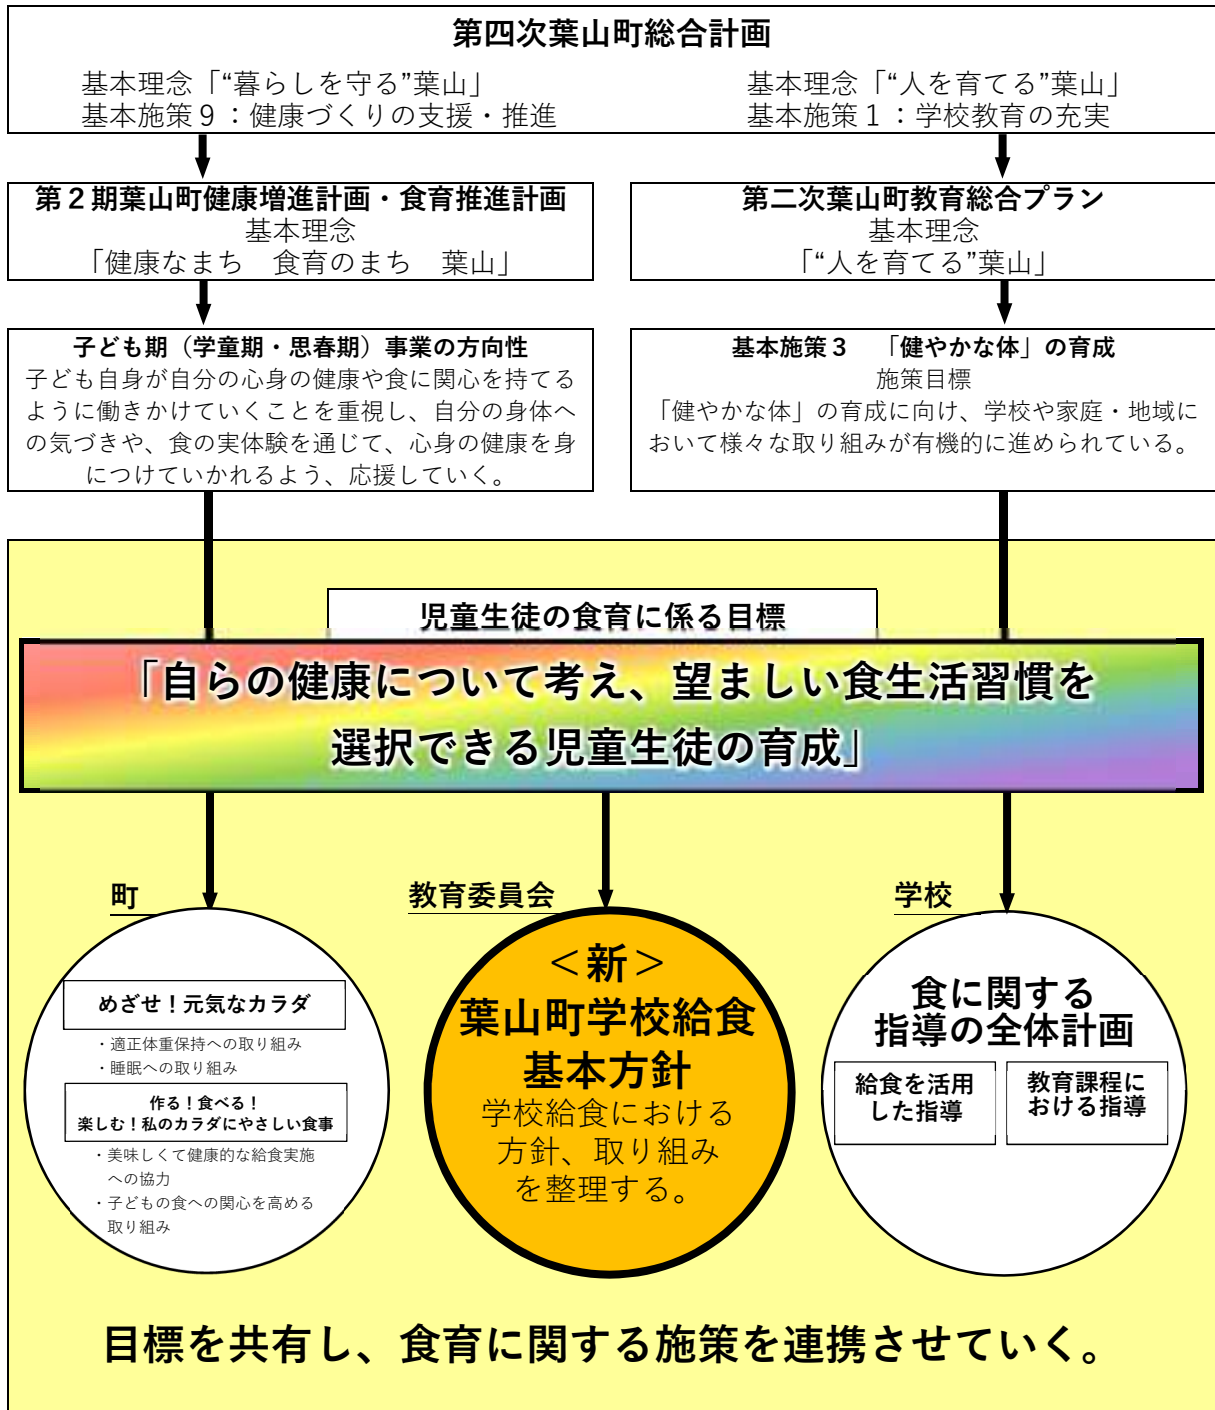 第四次葉山町総合計画
基本理念「“暮らしを守る”葉山」
基本施策９：健康づくりの支援・推進
基本理念「“人を育てる”葉山」
基本施策１：学校教育の充実
第２期葉山町健康増進計画・食育推進計画
基本理念
「健康なまち　食育のまち　葉山」
第二次葉山町教育総合プラン
基本理念
「“人を育てる”葉山」
子ども期（学童期・思春期）事業の方向性
子ども自身が自分の心身の健康や食に関心を持てる
ように働きかけていくことを重視し、自分の身体へ
の気づきや、食の実体験を通じて、心身の健康を身
につけていかれるよう、応援していく。
基本施策３　「健やかな体」の育成
施策目標
「健やかな体」の育成に向け、学校や家庭・地域に
おいて様々な取り組みが有機的に進められている。
児童生徒の食育に係る目標
「自らの健康について考え、望ましい食生活習慣を
選択できる児童生徒の育成」
町
めざせ！元気なカラダ
・適正体重保持への取り組み
・睡眠への取り組み
作る！食べる！
楽しむ！私のカラダにやさしい食事
・美味しくて健康的な給食実施
への協力
・子どもの食への関心を高める
取り組み
教育委員会
＜新＞
葉山町学校給食
基本方針
学校給食における
方針、取り組み
を整理する。
学校
食に関する
指導の全体計画
給食を活用
した指導
教育課程に
おける指導
目標を共有し、食育に関する施策を連携させていく。